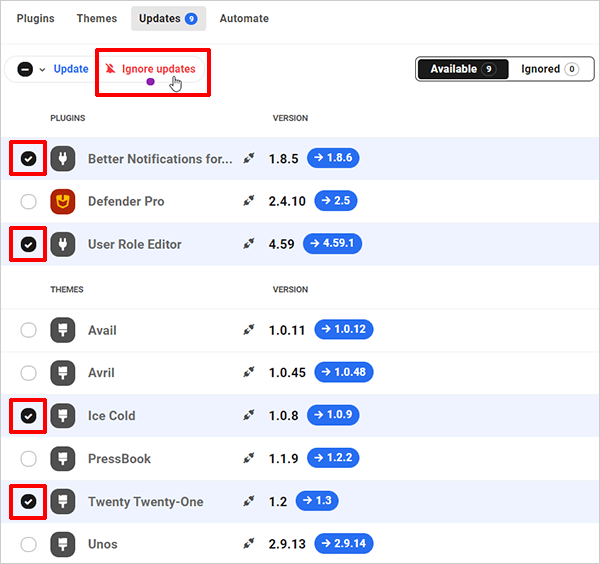 Plugins Themes Updates 9 Automate
Update Ignore updates Available 9 Ignored 0
PLUGINS VERSION
Better Notifications for... 1.8.5 → 1.8.6
Defender Pro 2.4.10 → 2.5
User Role Editor 4.59 → 4.59.1
THEMES VERSION
Avail 1.0.11 → 1.0.12
Avril 1.0.45 → 1.0.48
Ice Cold 1.0.8 → 1.0.9
PressBook 1.1.9 → 1.2.2
Twenty Twenty-One 1.2 → 1.3
Unos 2.9.13 → 2.9.14